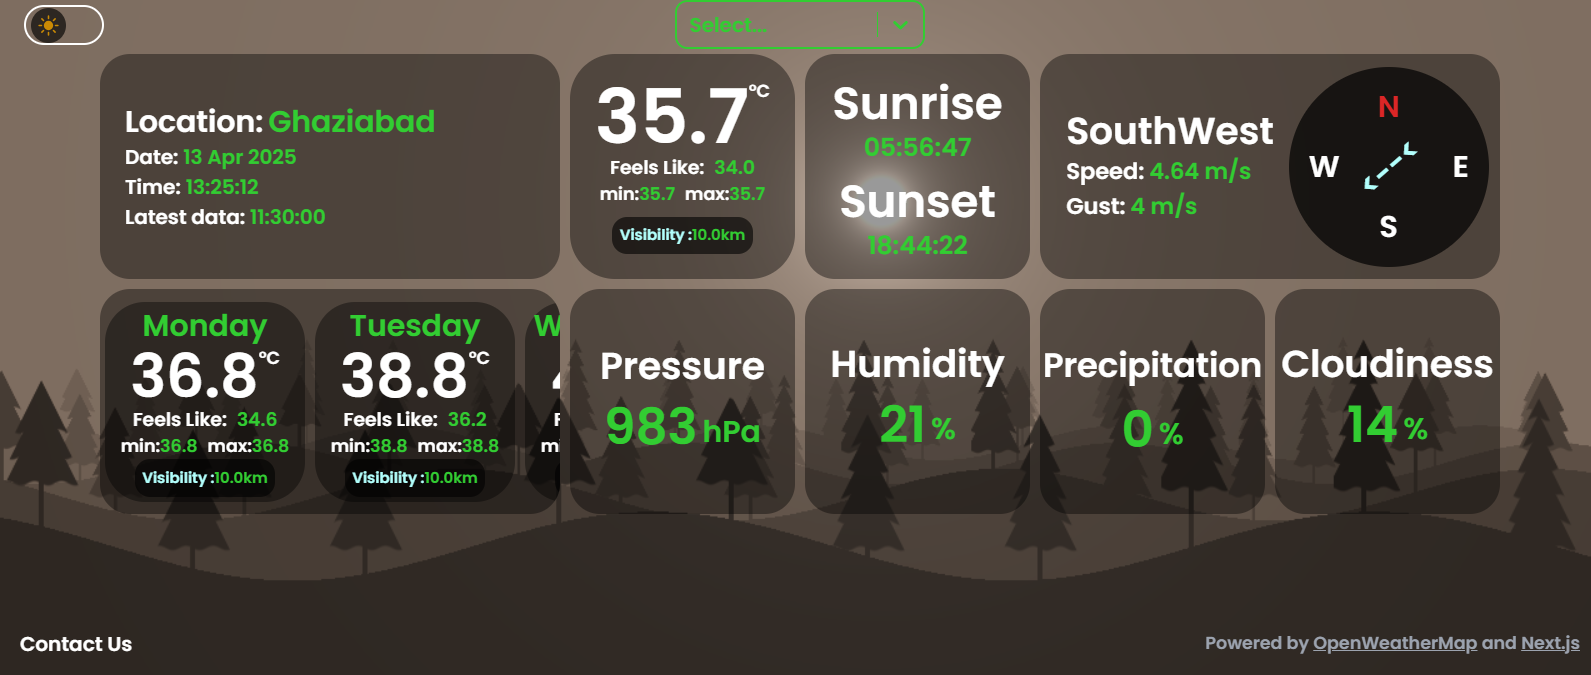 Select...
Location: Ghaziabad
Date: 13 Apr 2025
Time: 13:25:12
Latest data: 11:30:00
35.7°C
Feels Like: 34.0
min:35.7 max:35.7
Visibility :10.0km
Sunrise
05:56:47
Sunset
18:44:22
SouthWest
Speed: 4.64 m/s
Gust: 4 m/s
N
W E
S
Monday
36.8°C
Feels Like: 34.6
min:36.8 max:36.8
Visibility :10.0km
Tuesday
38.8°C
Feels Like: 36.2
min:38.8 max:38.8
Visibility :10.0km
Pressure
983 hPa
Humidity
21 %
Precipitation
0 %
Cloudiness
14 %
Contact Us
Powered by OpenWeatherMap and Next.js